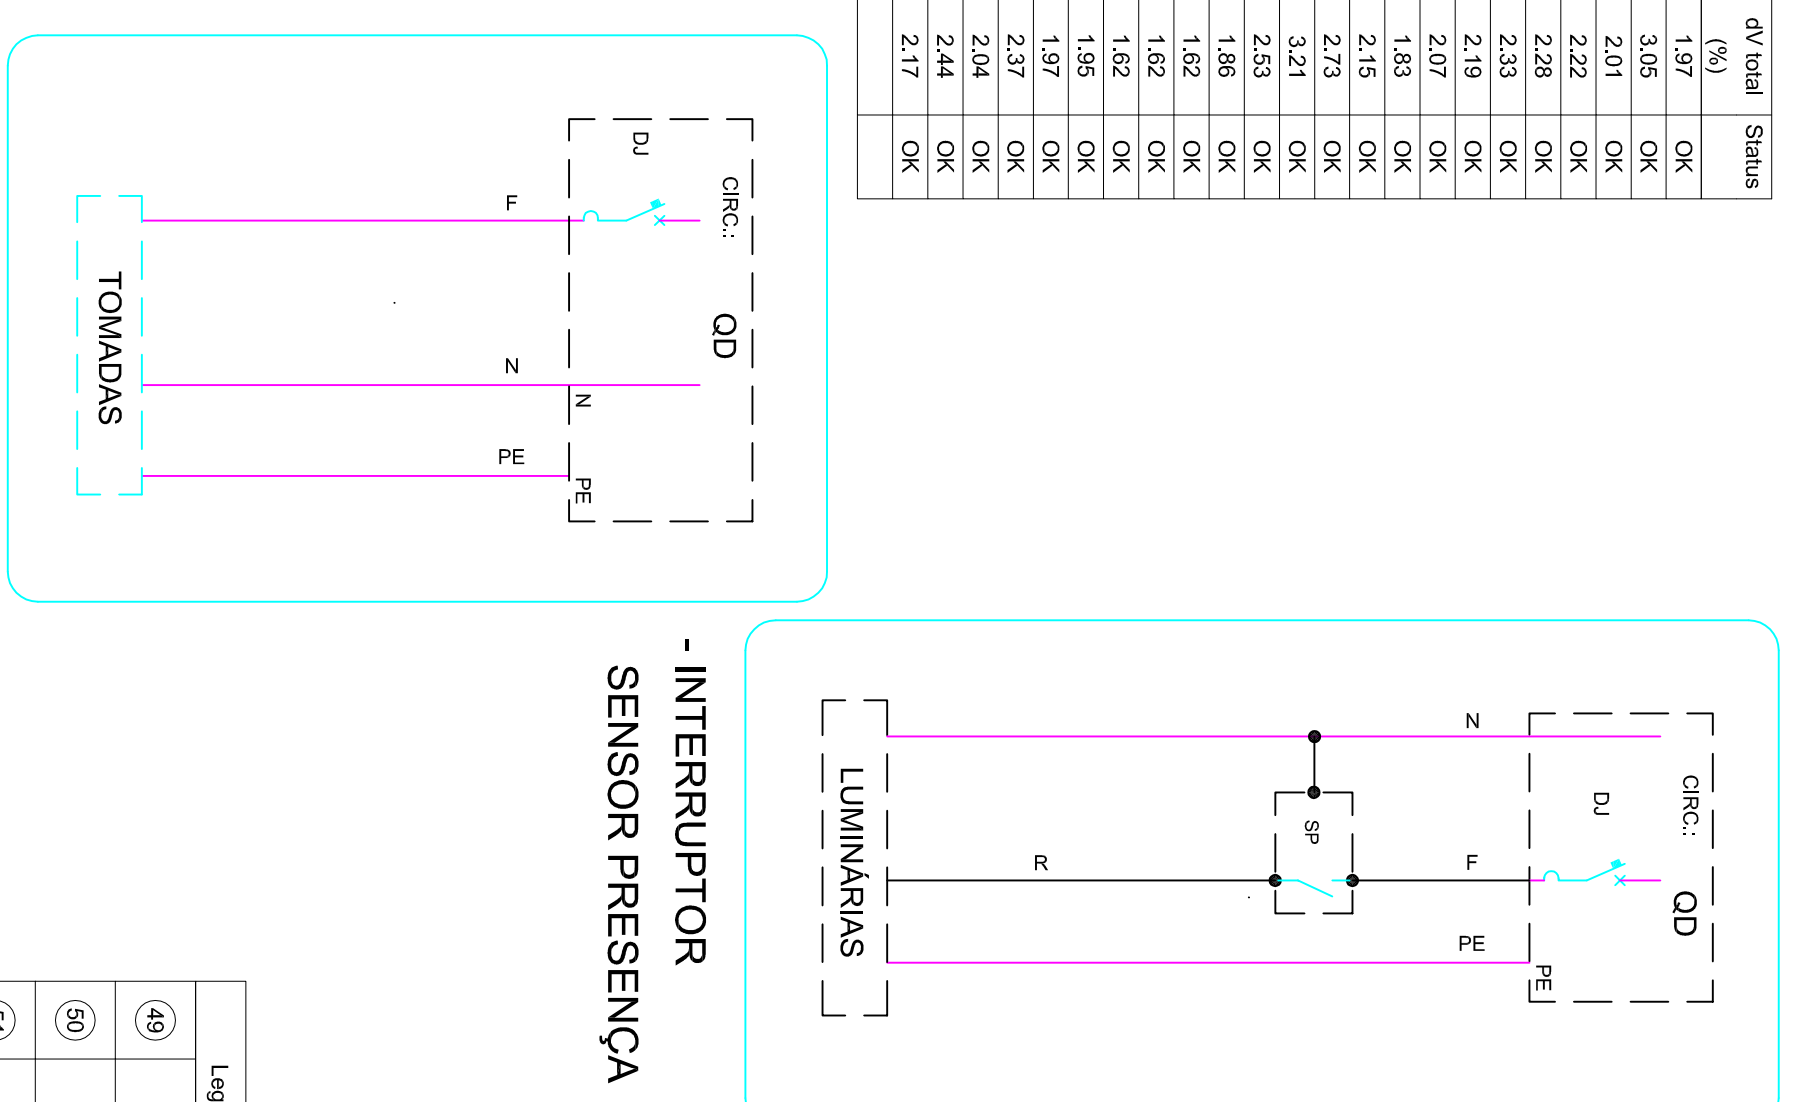 dV total
(%)
Status
1.97 OK
3.05 OK
2.01 OK
2.22 OK
2.28 OK
2.33 OK
2.19 OK
2.07 OK
1.83 OK
2.15 OK
2.73 OK
3.21 OK
2.53 OK
1.86 OK
1.62 OK
1.62 OK
1.62 OK
1.95 OK
1.97 OK
2.37 OK
2.04 OK
2.44 OK
2.17 OK
CIRC.:
QD
DJ
N
PE
F
N
PE
TOMADAS
CIRC.:
QD
DJ
PE
N
F
PE
SP
R
LUMINÁRIAS
- INTERRUPTOR
SENSOR PRESENÇA
Leg
49
50